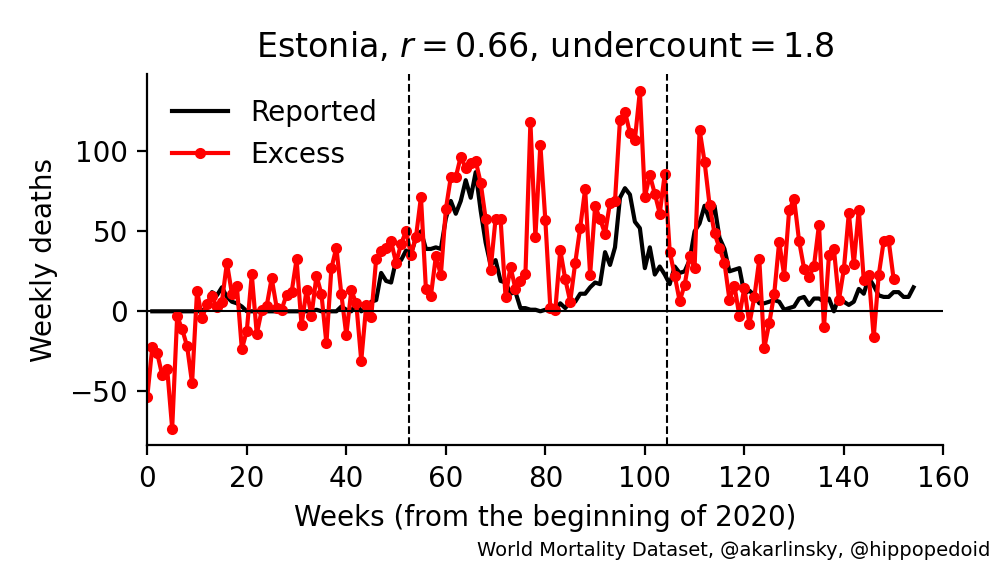 Estonia, r = 0.66, undercount = 1.8
Reported
Excess
Weekly deaths
100
50
0
−50
0 20 40 60 80 100 120 140 160
Weeks (from the beginning of 2020)
World Mortality Dataset, @akarlinsky, @hippopedoid